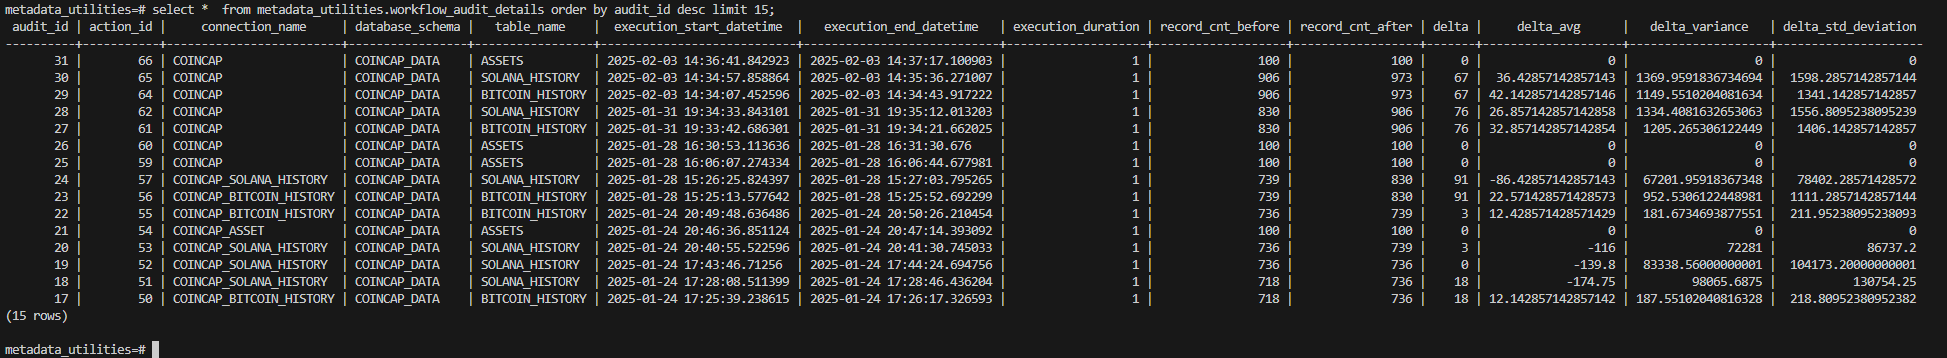 metadata_utilities=# select *  from metadata_utilities.workflow_audit_details order by audit_id desc limit 15;
 audit_id | action_id |    connection_name     | database_schema |   table_name    |  execution_start_datetime  |   execution_end_datetime   | execution_duration | record_cnt_before | record_cnt_after | delta |     delta_avg      |   delta_variance   | delta_std_deviation
----------+-----------+------------------------+-----------------+-----------------+----------------------------+----------------------------+--------------------+-------------------+------------------+-------+--------------------+--------------------+---------------------
       31 |        66 | COINCAP                | COINCAP_DATA    | ASSETS          | 2025-02-03 14:36:41.842923 | 2025-02-03 14:37:17.100903 |                  1 |               100 |              100 |     0 |                  0 |                  0 |                   0
       30 |        65 | COINCAP                | COINCAP_DATA    | SOLANA_HISTORY  | 2025-02-03 14:34:57.858864 | 2025-02-03 14:35:36.271007 |                  1 |               906 |              973 |    67 |  36.42857142857143 | 1369.9591836734694 |  1598.2857142857144
       29 |        64 | COINCAP                | COINCAP_DATA    | BITCOIN_HISTORY | 2025-02-03 14:34:07.452596 | 2025-02-03 14:34:43.917222 |                  1 |               906 |              973 |    67 | 42.142857142857146 | 1149.5510204081634 |   1341.142857142857
       28 |        62 | COINCAP                | COINCAP_DATA    | SOLANA_HISTORY  | 2025-01-31 19:34:33.843101 | 2025-01-31 19:35:12.013203 |                  1 |               830 |              906 |    76 | 26.857142857142858 | 1334.4081632653063 |  1556.8095238095239
       27 |        61 | COINCAP                | COINCAP_DATA    | BITCOIN_HISTORY | 2025-01-31 19:33:42.686301 | 2025-01-31 19:34:21.662025 |                  1 |               830 |              906 |    76 | 32.857142857142854 |  1205.265306122449 |   1406.142857142857
       26 |        60 | COINCAP                | COINCAP_DATA    | ASSETS          | 2025-01-28 16:30:53.113636 | 2025-01-28 16:31:30.676    |                  1 |               100 |              100 |     0 |                  0 |                  0 |                   0
       25 |        59 | COINCAP                | COINCAP_DATA    | ASSETS          | 2025-01-28 16:06:07.274334 | 2025-01-28 16:06:44.677981 |                  1 |               100 |              100 |     0 |                  0 |                  0 |                   0
       24 |        57 | COINCAP_SOLANA_HISTORY | COINCAP_DATA    | SOLANA_HISTORY  | 2025-01-28 15:26:25.824397 | 2025-01-28 15:27:03.795265 |                  1 |               739 |              830 |    91 | -86.42857142857143 |  67201.95918367348 |   78402.28571428572
       23 |        56 | COINCAP_BITCOIN_HISTORY | COINCAP_DATA    | BITCOIN_HISTORY | 2025-01-28 15:25:13.577642 | 2025-01-28 15:25:52.692299 |                  1 |               739 |              830 |    91 | 22.571428571428573 |  952.5306122448981 |  1111.2857142857144
       22 |        55 | COINCAP_BITCOIN_HISTORY | COINCAP_DATA    | BITCOIN_HISTORY | 2025-01-24 20:49:48.636486 | 2025-01-24 20:50:26.210454 |                  1 |               736 |              739 |     3 | 12.428571428571429 |  181.6734693877551 |  211.95238095238093
       21 |        54 | COINCAP_ASSET          | COINCAP_DATA    | ASSETS          | 2025-01-24 20:46:36.851124 | 2025-01-24 20:47:14.393092 |                  1 |               100 |              100 |     0 |                  0 |                  0 |                   0
       20 |        53 | COINCAP_SOLANA_HISTORY | COINCAP_DATA    | SOLANA_HISTORY  | 2025-01-24 20:40:55.522596 | 2025-01-24 20:41:30.745033 |                  1 |               736 |              739 |     3 |               -116 |              72281 |             86737.2
       19 |        52 | COINCAP_SOLANA_HISTORY | COINCAP_DATA    | SOLANA_HISTORY  | 2025-01-24 17:43:46.71256  | 2025-01-24 17:44:24.694756 |                  1 |               736 |              736 |     0 |             -139.8 |  83338.56000000001 |  104173.20000000001
       18 |        51 | COINCAP_SOLANA_HISTORY | COINCAP_DATA    | SOLANA_HISTORY  | 2025-01-24 17:28:08.511399 | 2025-01-24 17:28:46.436204 |                  1 |               718 |              736 |    18 |            -174.75 |         98065.6875 |           130754.25
       17 |        50 | COINCAP_BITCOIN_HISTORY | COINCAP_DATA    | BITCOIN_HISTORY | 2025-01-24 17:25:39.238615 | 2025-01-24 17:26:17.326593 |                  1 |               718 |              736 |    18 | 12.142857142857142 | 187.55102040816328 |  218.80952380952382
(15 rows)
metadata_utilities=#